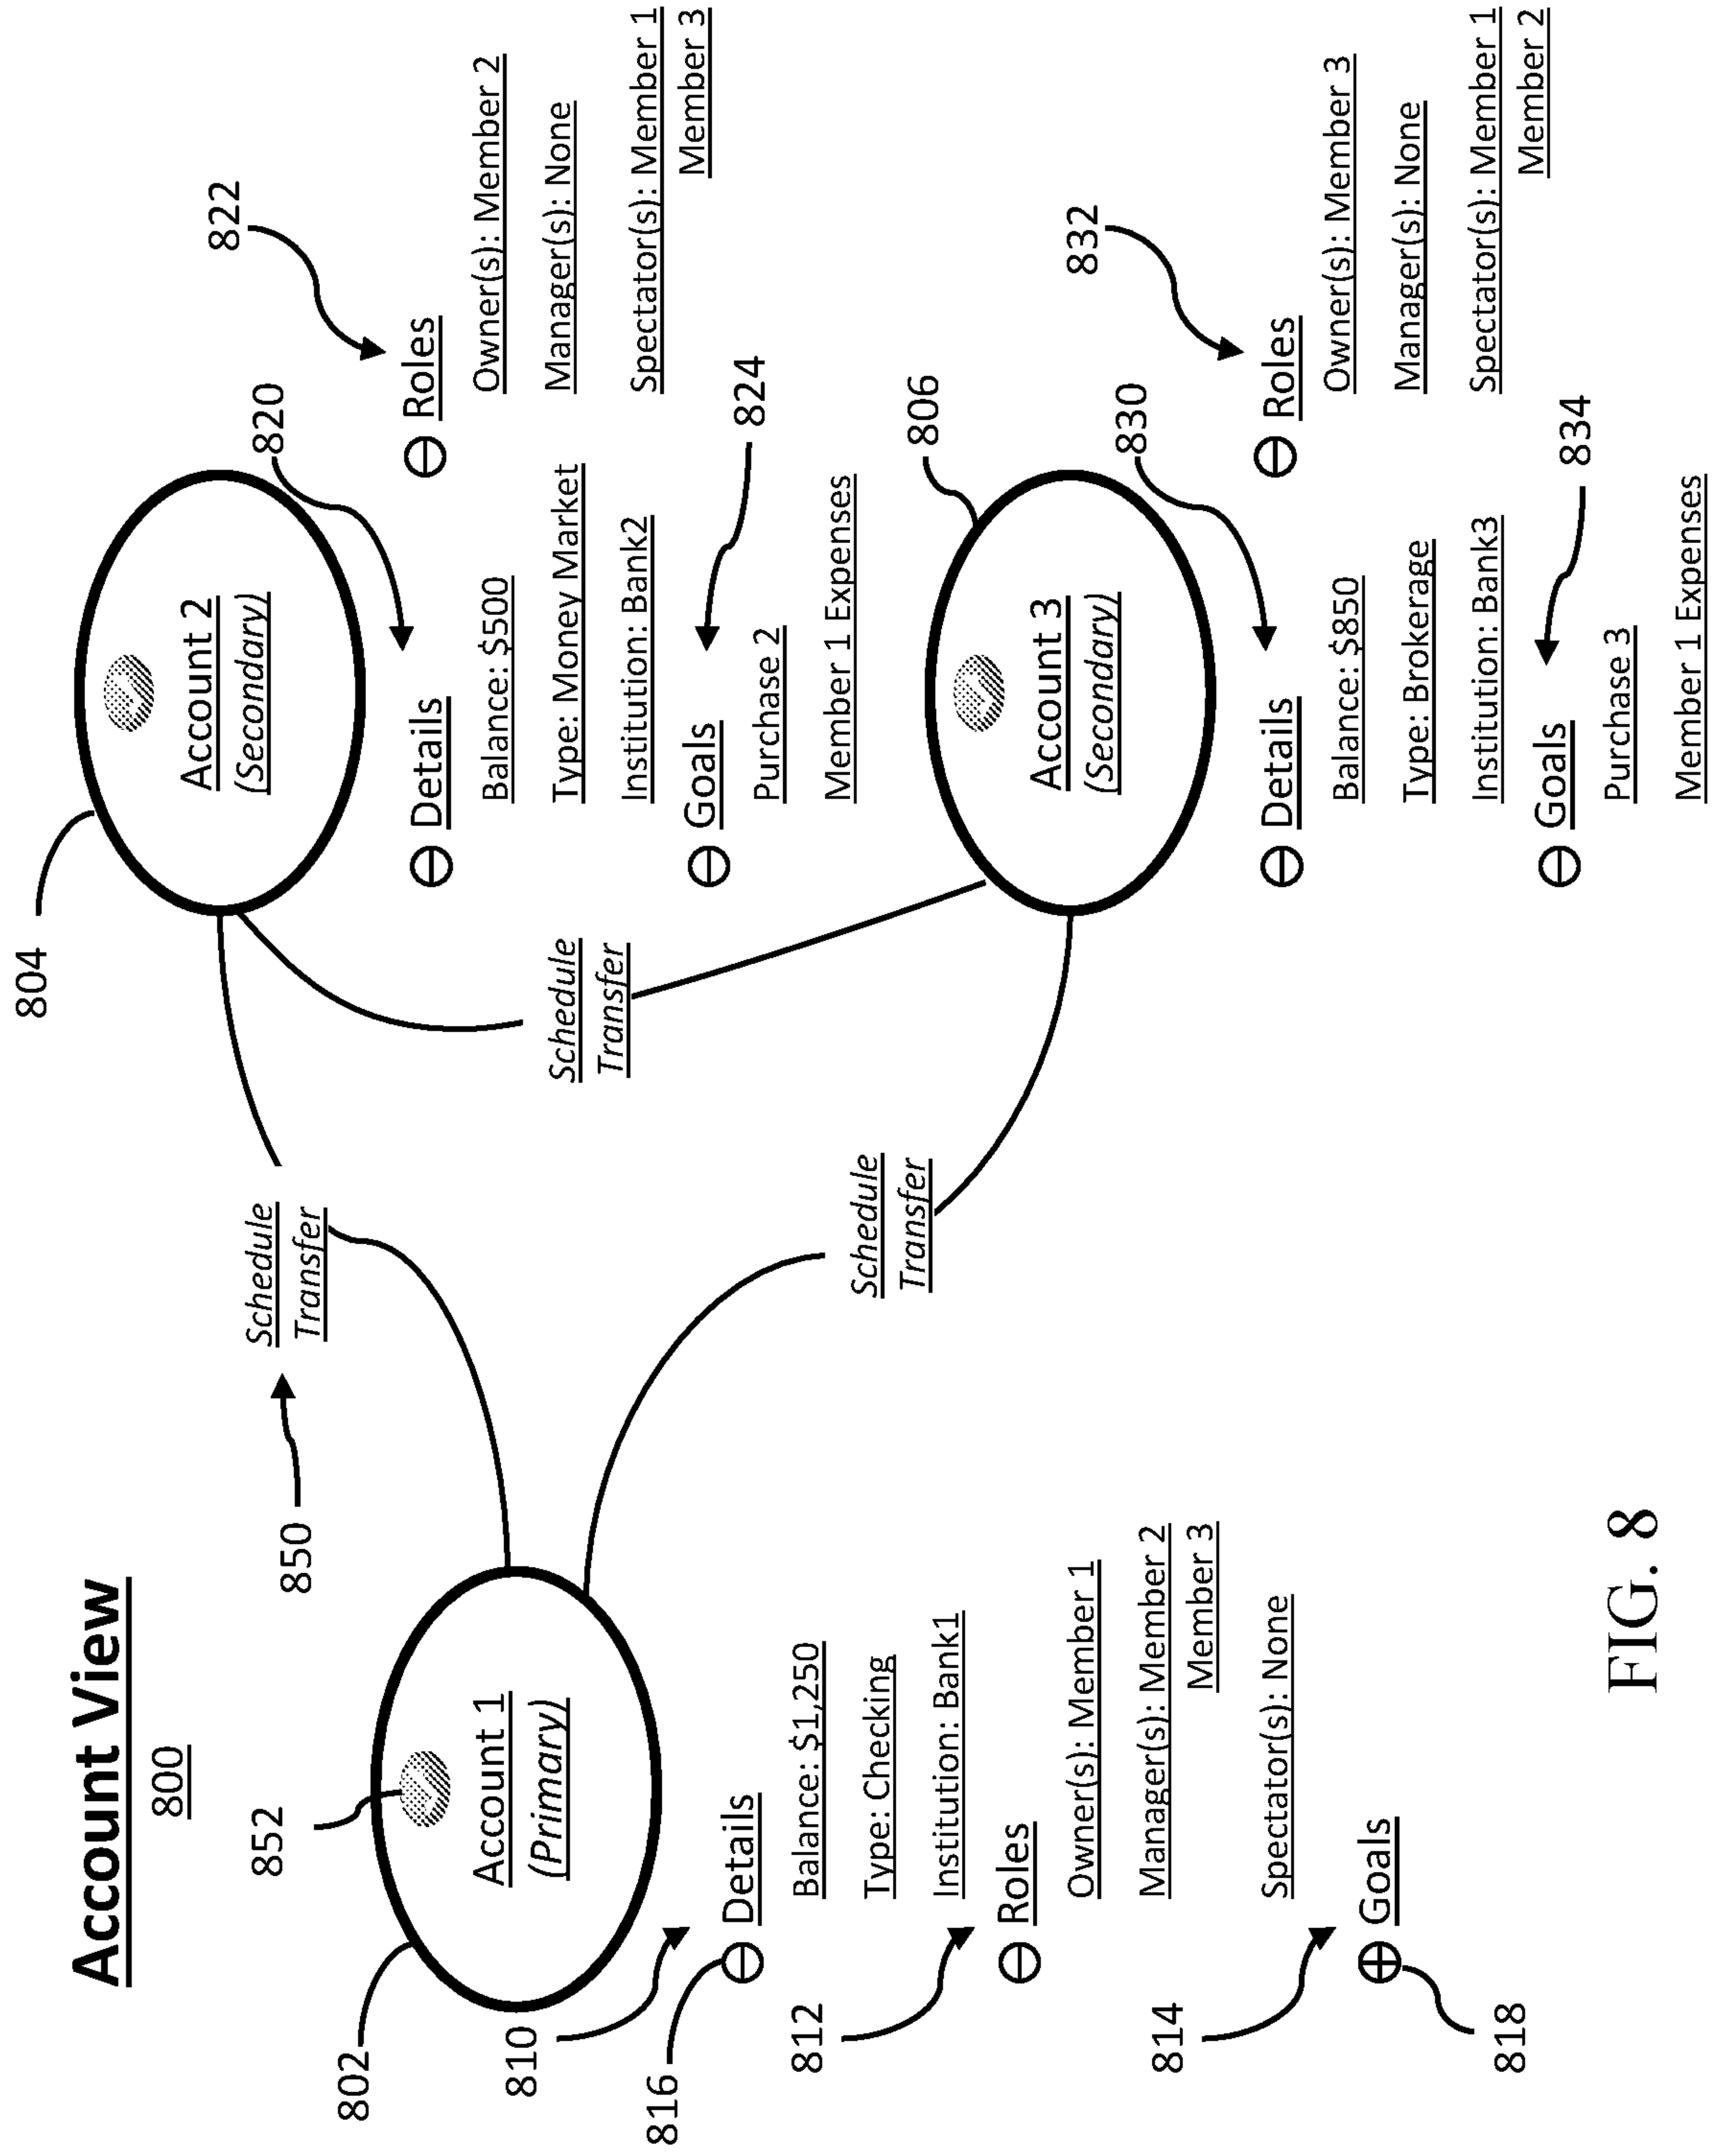 Account View
800
852
802
Account 1
(Primary)
810
816
Details
Balance: $1,250
Type: Checking
Institution: Bank1
812
Roles
Owner(s): Member 1
Manager(s): Member 2
Member 3
Spectator(s): None
814
Goals
818
850
Schedule
Transfer
Schedule
Transfer
Schedule
Transfer
804
Account 2
(Secondary)
820
Details
Balance: $500
Type: Money Market
Institution: Bank2
Goals
824
Purchase 2
Member 1 Expenses
822
Roles
Owner(s): Member 2
Manager(s): None
Spectator(s): Member 1
Member 3
806
Account 3
(Secondary)
830
Details
Balance: $850
Type: Brokerage
Institution: Bank3
Goals
834
Purchase 3
Member 1 Expenses
832
Roles
Owner(s): Member 3
Manager(s): None
Spectator(s): Member 1
Member 2
FIG. 8